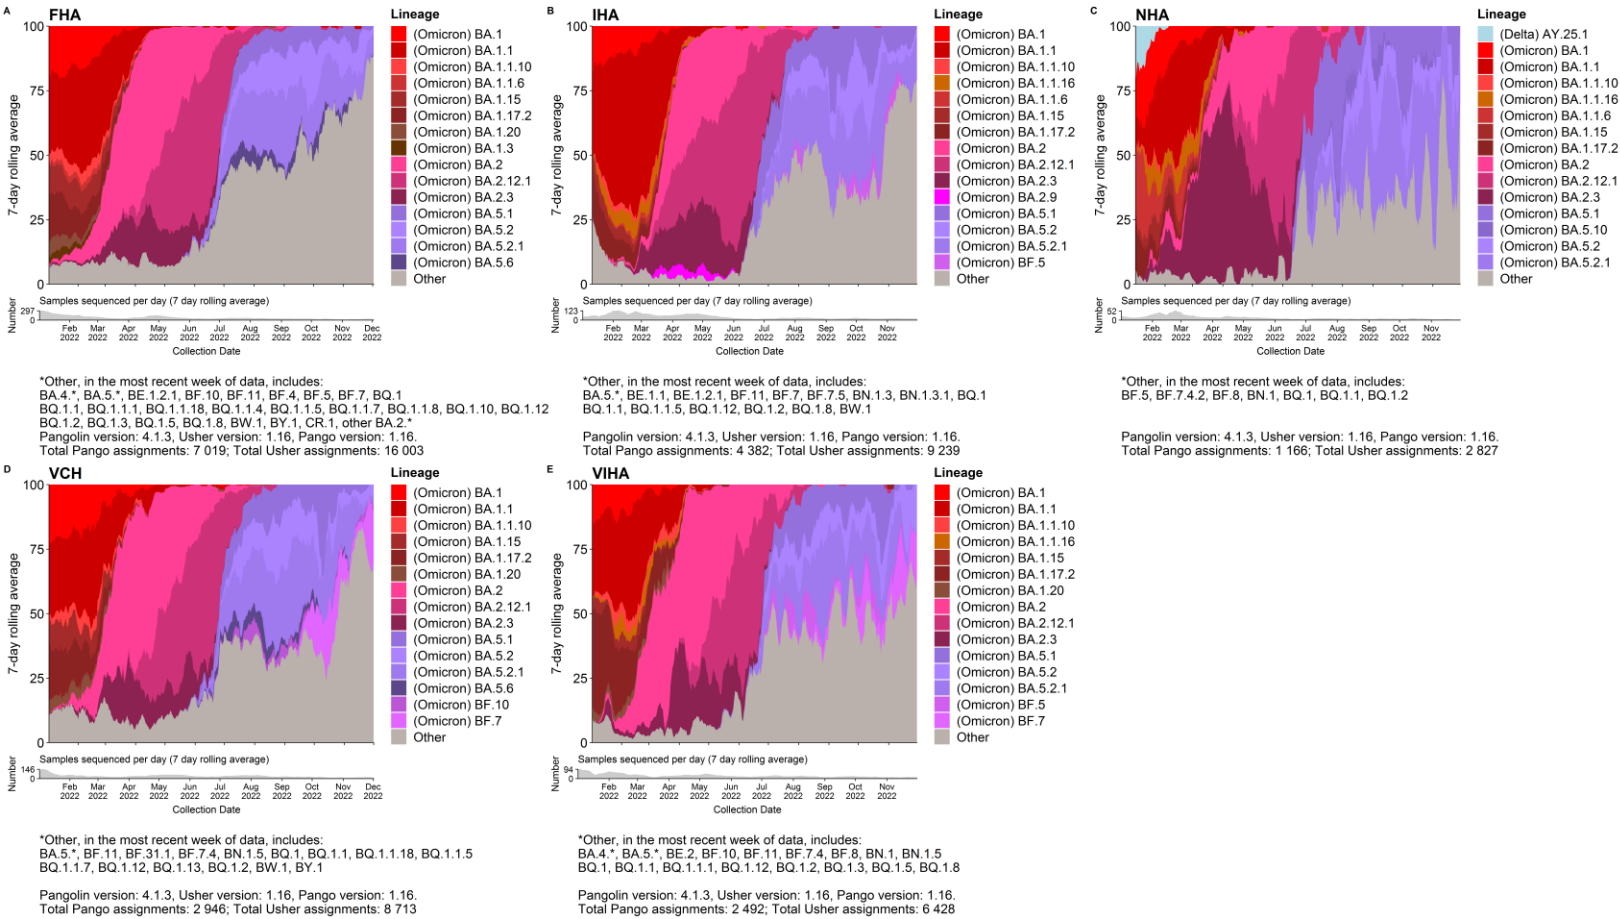 A
FHA
100
75
50
25
0
7-day rolling average
Lineage
(Omicron) BA.1
(Omicron) BA.1.1
(Omicron) BA.1.1.10
(Omicron) BA.1.1.6
(Omicron) BA.1.15
(Omicron) BA.1.17.2
(Omicron) BA.1.20
(Omicron) BA.1.3
(Omicron) BA.2
(Omicron) BA.2.12.1
(Omicron) BA.2.3
(Omicron) BA.5.1
(Omicron) BA.5.2
(Omicron) BA.5.2.1
(Omicron) BA.5.6
Other
Samples sequenced per day (7 day rolling average)
Number
297
0
Feb 2022 Mar 2022 Apr 2022 May 2022 Jun 2022 Jul 2022 Aug 2022 Sep 2022 Oct 2022 Nov 2022 Dec 2022
Collection Date
*Other, in the most recent week of data, includes:
BA.4.*, BA.5.*, BE.1.2.1, BF.10, BF.11, BF.4, BF.5, BF.7, BQ.1
BQ.1.1, BQ.1.1.1, BQ.1.1.18, BQ.1.1.4, BQ.1.1.5, BQ.1.1.7, BQ.1.1.8, BQ.1.10, BQ.1.12
BQ.1.2, BQ.1.3, BQ.1.5, BQ.1.8, BW.1, BY.1, CR.1, other BA.2.*
Pangolin version: 4.1.3, Usher version: 1.16, Pango version: 1.16.
Total Pango assignments: 7 019; Total Usher assignments: 16 003
B
IHA
100
75
50
25
0
7-day rolling average
Lineage
(Omicron) BA.1
(Omicron) BA.1.1
(Omicron) BA.1.1.10
(Omicron) BA.1.1.16
(Omicron) BA.1.1.6
(Omicron) BA.1.15
(Omicron) BA.1.17.2
(Omicron) BA.2
(Omicron) BA.2.12.1
(Omicron) BA.2.3
(Omicron) BA.2.9
(Omicron) BA.5.1
(Omicron) BA.5.2
(Omicron) BA.5.2.1
(Omicron) BF.5
Other
Samples sequenced per day (7 day rolling average)
Number
123
0
Feb 2022 Mar 2022 Apr 2022 May 2022 Jun 2022 Jul 2022 Aug 2022 Sep 2022 Oct 2022 Nov 2022
Collection Date
*Other, in the most recent week of data, includes:
BA.5.*, BE.1.1, BE.1.2.1, BF.11, BF.7, BF.7.5, BN.1.3, BN.1.3.1, BQ.1
BQ.1.1, BQ.1.1.5, BQ.1.12, BQ.1.2, BQ.1.8, BW.1
Pangolin version: 4.1.3, Usher version: 1.16, Pango version: 1.16.
Total Pango assignments: 4 382; Total Usher assignments: 9 239
C
NHA
100
75
50
25
0
7-day rolling average
Lineage
(Delta) AY.25.1
(Omicron) BA.1
(Omicron) BA.1.1
(Omicron) BA.1.1.10
(Omicron) BA.1.1.16
(Omicron) BA.1.1.6
(Omicron) BA.1.15
(Omicron) BA.1.17.2
(Omicron) BA.2
(Omicron) BA.2.12.1
(Omicron) BA.2.3
(Omicron) BA.5.1
(Omicron) BA.5.10
(Omicron) BA.5.2
(Omicron) BA.5.2.1
Other
Samples sequenced per day (7 day rolling average)
Number
52
0
Feb 2022 Mar 2022 Apr 2022 May 2022 Jun 2022 Jul 2022 Aug 2022 Sep 2022 Oct 2022 Nov 2022
Collection Date
*Other, in the most recent week of data, includes:
BF.5, BF.7.4.2, BF.8, BN.1, BQ.1, BQ.1.1, BQ.1.2
Pangolin version: 4.1.3, Usher version: 1.16, Pango version: 1.16.
Total Pango assignments: 1 166; Total Usher assignments: 2 827
D
VCH
100
75
50
25
0
7-day rolling average
Lineage
(Omicron) BA.1
(Omicron) BA.1.1
(Omicron) BA.1.1.10
(Omicron) BA.1.15
(Omicron) BA.1.17.2
(Omicron) BA.1.20
(Omicron) BA.2
(Omicron) BA.2.12.1
(Omicron) BA.2.3
(Omicron) BA.5.1
(Omicron) BA.5.2
(Omicron) BA.5.2.1
(Omicron) BA.5.6
(Omicron) BF.10
(Omicron) BF.7
Other
Samples sequenced per day (7 day rolling average)
Number
146
0
Feb 2022 Mar 2022 Apr 2022 May 2022 Jun 2022 Jul 2022 Aug 2022 Sep 2022 Oct 2022 Nov 2022 Dec 2022
Collection Date
*Other, in the most recent week of data, includes:
BA.5.*, BF.11, BF.31.1, BF.7.4, BN.1.5, BQ.1, BQ.1.1, BQ.1.1.18, BQ.1.1.5
BQ.1.1.7, BQ.1.12, BQ.1.13, BQ.1.2, BW.1, BY.1
Pangolin version: 4.1.3, Usher version: 1.16, Pango version: 1.16.
Total Pango assignments: 2 946; Total Usher assignments: 8 713
E
VIHA
100
75
50
25
0
7-day rolling average
Lineage
(Omicron) BA.1
(Omicron) BA.1.1
(Omicron) BA.1.1.10
(Omicron) BA.1.1.16
(Omicron) BA.1.15
(Omicron) BA.1.17.2
(Omicron) BA.1.20
(Omicron) BA.2
(Omicron) BA.2.12.1
(Omicron) BA.2.3
(Omicron) BA.5.1
(Omicron) BA.5.2
(Omicron) BA.5.2.1
(Omicron) BF.5
(Omicron) BF.7
Other
Samples sequenced per day (7 day rolling average)
Number
94
0
Feb 2022 Mar 2022 Apr 2022 May 2022 Jun 2022 Jul 2022 Aug 2022 Sep 2022 Oct 2022 Nov 2022
Collection Date
*Other, in the most recent week of data, includes:
BA.4.*, BA.5.*, BE.2, BF.10, BF.11, BF.7.4, BF.8, BN.1, BN.1.5
BQ.1, BQ.1.1, BQ.1.1.1, BQ.1.12, BQ.1.2, BQ.1.3, BQ.1.5, BQ.1.8
Pangolin version: 4.1.3, Usher version: 1.16, Pango version: 1.16.
Total Pango assignments: 2 492; Total Usher assignments: 6 428